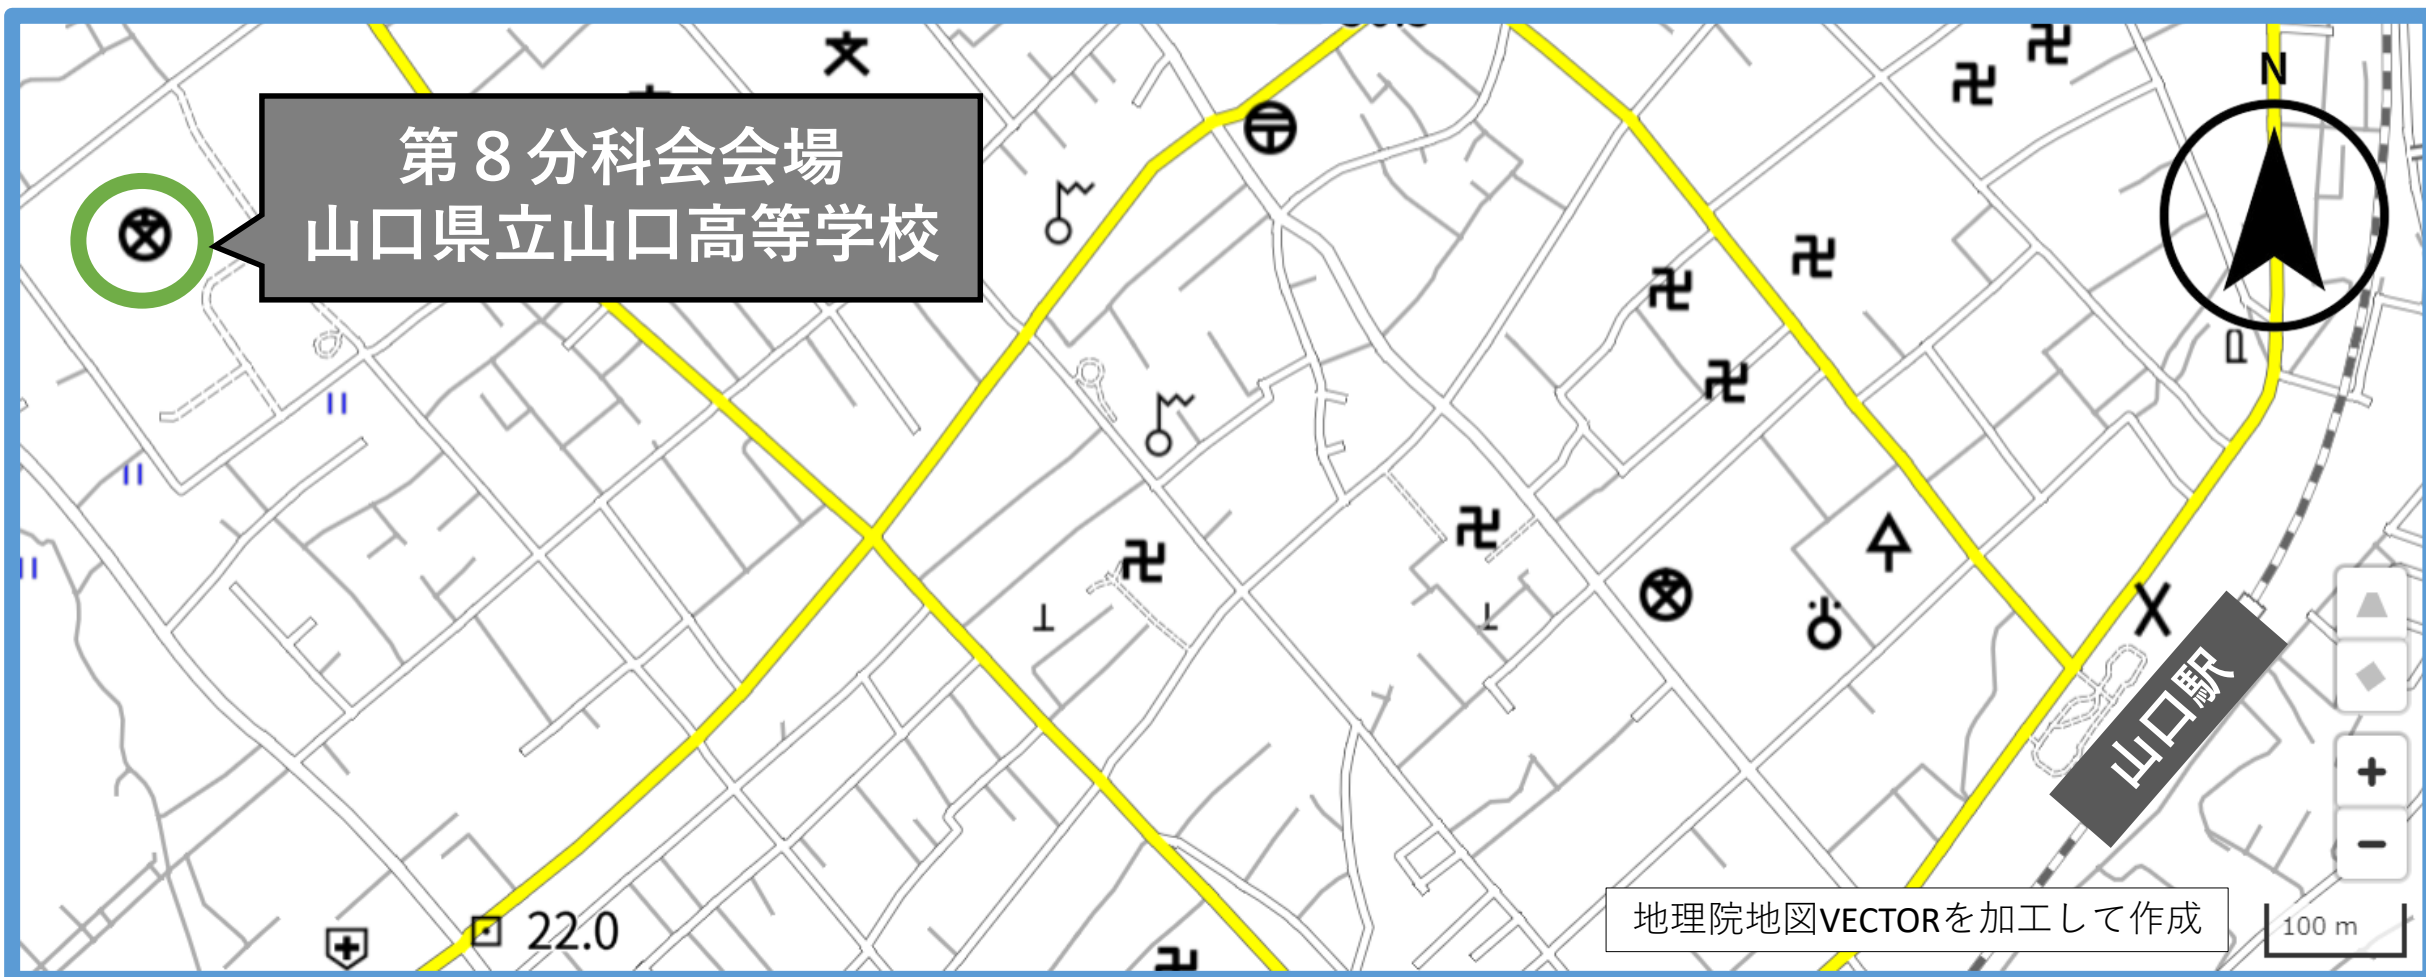 第８分科会会場
山口県立山口高等学校
N
山口駅
22.0
地理院地図VECTORを加工して作成
100 m